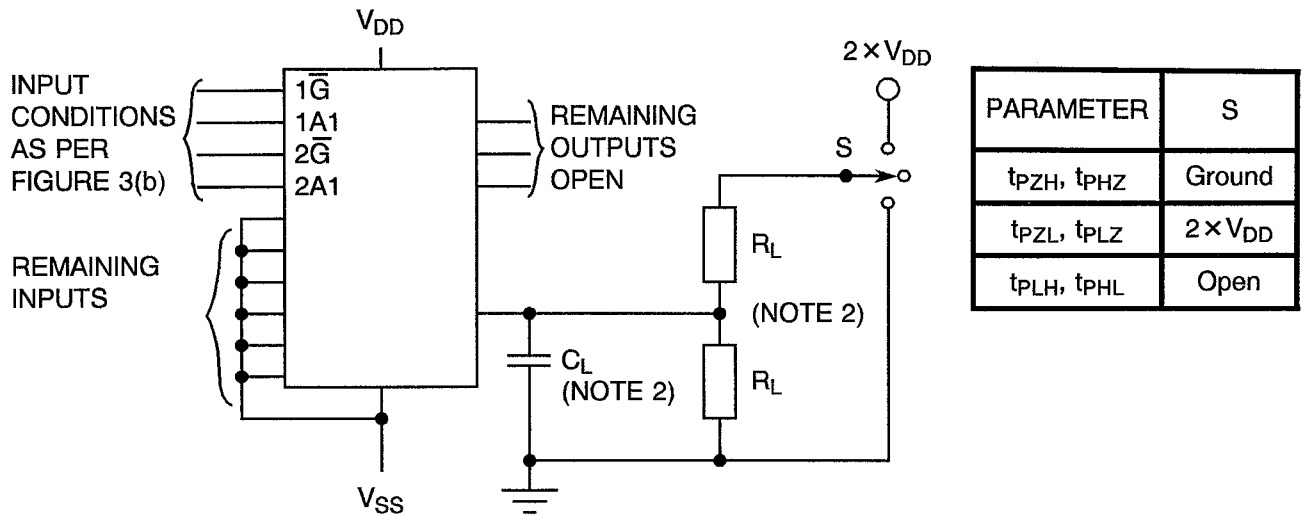 V_DD
INPUT
CONDITIONS
AS PER
FIGURE 3(b)
1G̅
1A1
2G̅
2A1
REMAINING
OUTPUTS
OPEN
REMAINING
INPUTS
V_SS
2×V_DD
S
R_L
(NOTE 2)
C_L
(NOTE 2)
R_L
PARAMETER S
t_PZH, t_PHZ Ground
t_PZL, t_PLZ 2×V_DD
t_PLH, t_PHL Open